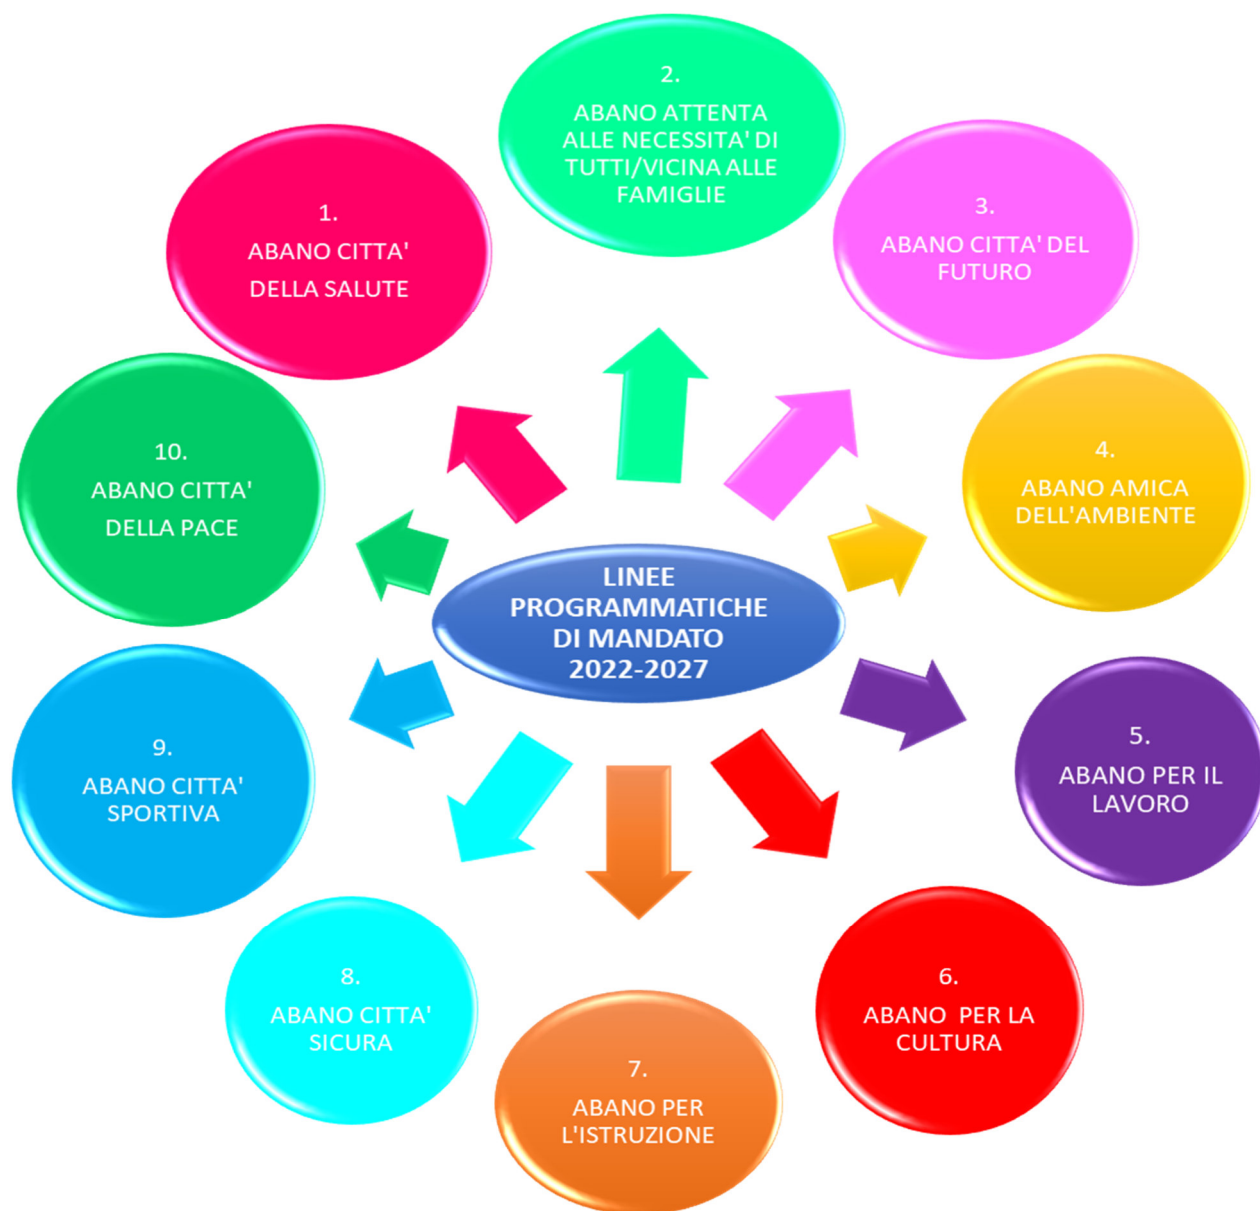 LINEE
PROGRAMMATICHE
DI MANDATO
2022-2027
1.
ABANO CITTA'
DELLA SALUTE
2.
ABANO ATTENTA
ALLE NECESSITA' DI
TUTTI/VICINA ALLE
FAMIGLIE
3.
ABANO CITTA' DEL
FUTURO
4.
ABANO AMICA
DELL'AMBIENTE
5.
ABANO PER IL
LAVORO
6.
ABANO  PER LA
CULTURA
7.
ABANO PER
L'ISTRUZIONE
8.
ABANO CITTA'
SICURA
9.
ABANO CITTA'
SPORTIVA
10.
ABANO CITTA'
DELLA PACE